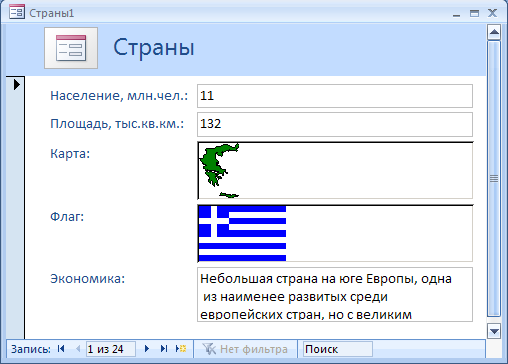 Страны1
Страны
Население, млн.чел.: 11
Площадь, тыс.кв.км.: 132
Карта:
Флаг:
Экономика: Небольшая страна на юге Европы, одна
из наименее развитых среди
европейских стран, но с великим
Запись: 1 из 24 Нет фильтра Поиск